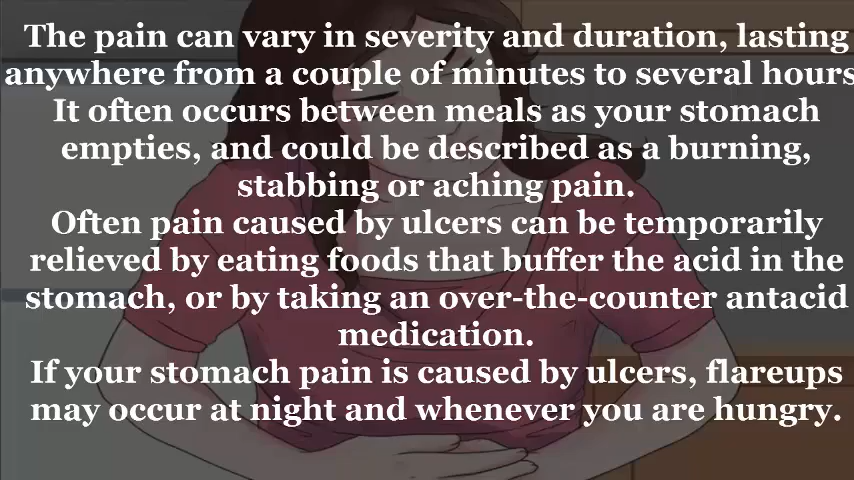 The pain can vary in severity and duration, lasting
anywhere from a couple of minutes to several hours
It often occurs between meals as your stomach
empties, and could be described as a burning,
stabbing or aching pain.
Often pain caused by ulcers can be temporarily
relieved by eating foods that buffer the acid in the
stomach, or by taking an over-the-counter antacid
medication.
If your stomach pain is caused by ulcers, flareups
may occur at night and whenever you are hungry.